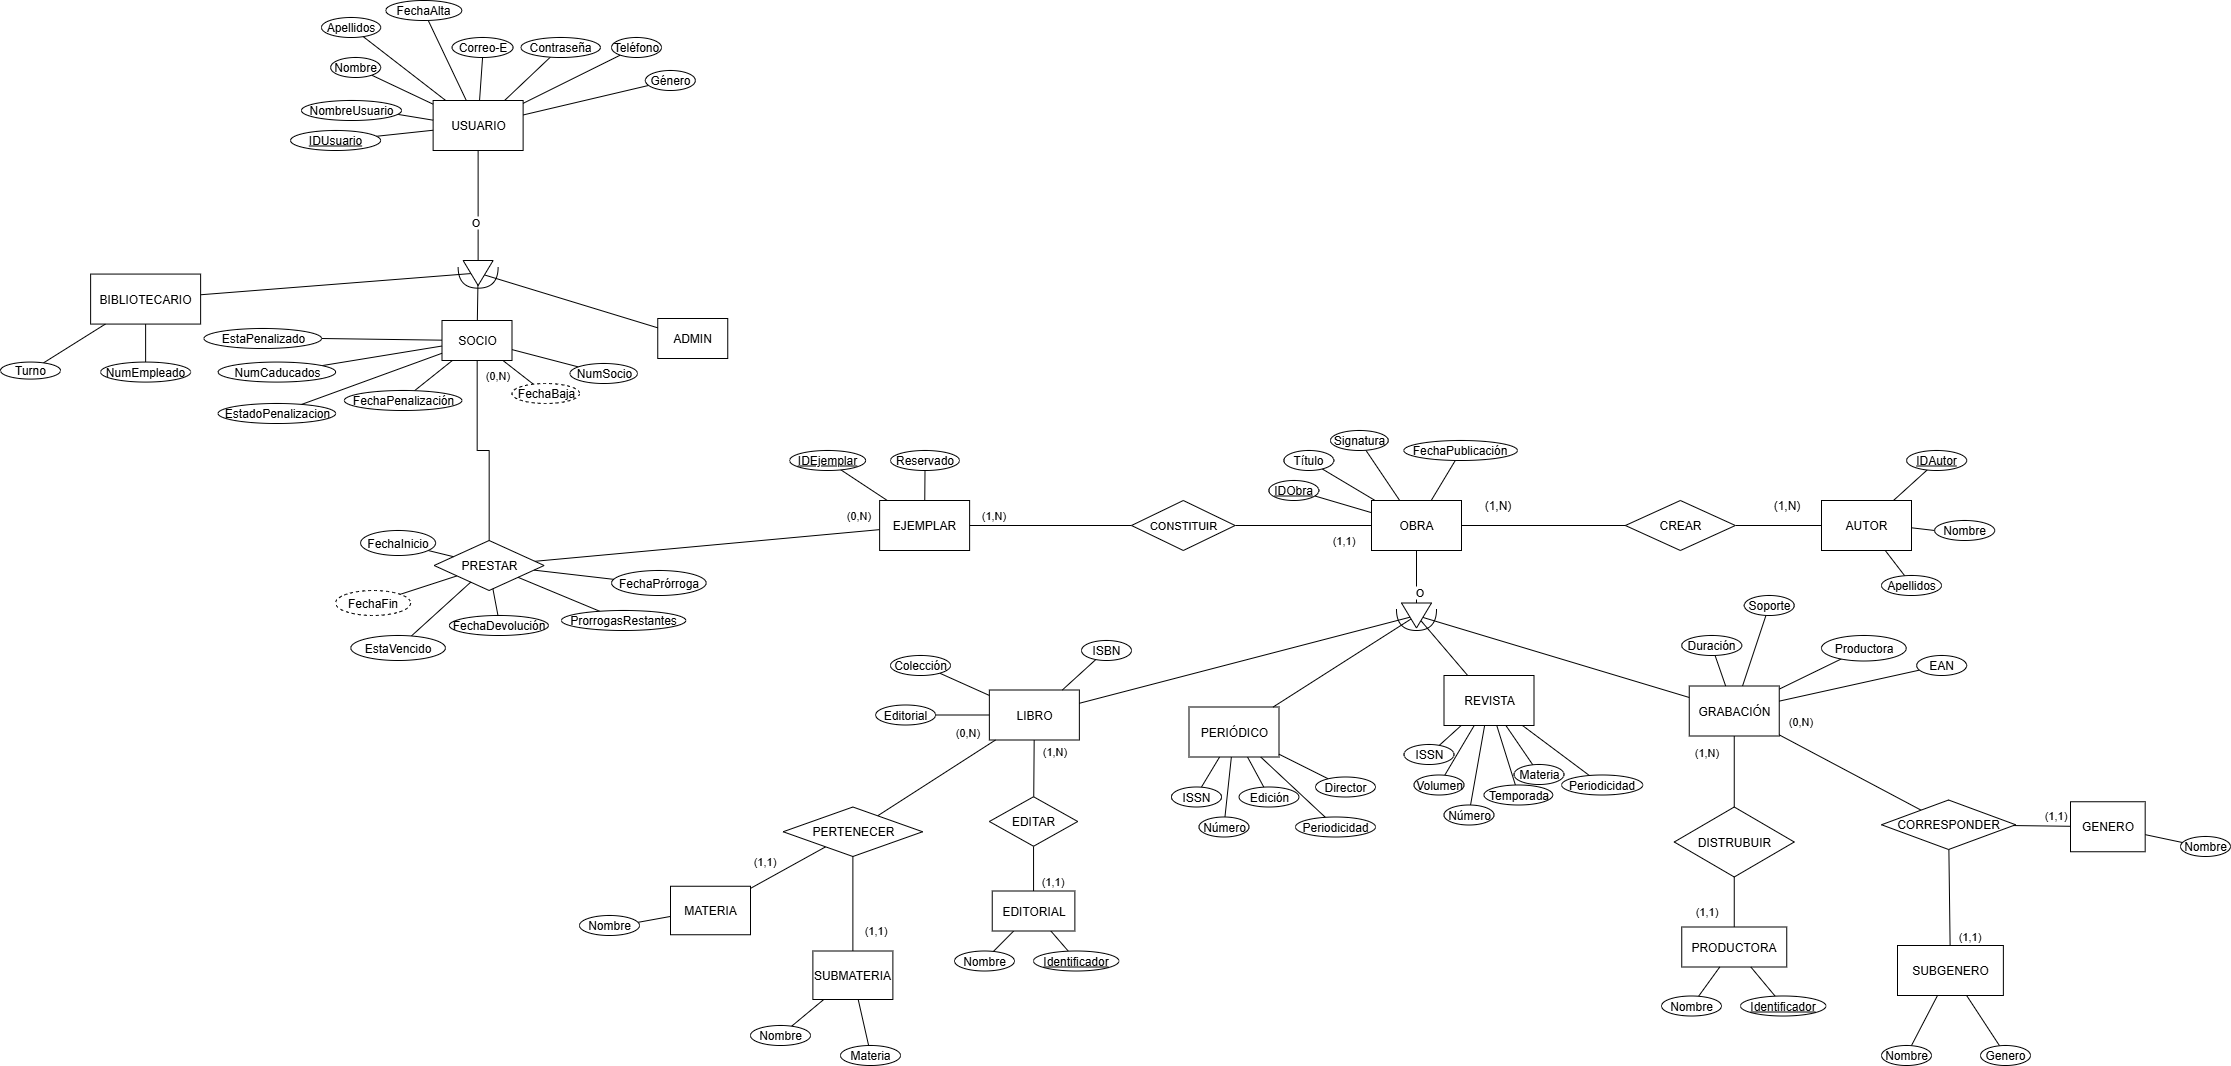 FechaAlta
Apellidos
Correo-E
Contraseña
Teléfono
Nombre
Género
NombreUsuario
USUARIO
IDUsuario
O
BIBLIOTECARIO
SOCIO
ADMIN
EstaPenalizado
Turno
NumEmpleado
NumCaducados
(0,N)
NumSocio
FechaBaja
FechaPenalización
EstadoPenalizacion
Signatura
FechaPublicación
IDEjemplar
Reservado
Título
IDAutor
IDObra
(0,N)
EJEMPLAR
(1,N)
CONSTITUIR
OBRA
(1,N)
CREAR
(1,N)
AUTOR
Nombre
(1,1)
FechaInicio
PRESTAR
FechaPrórroga
Apellidos
O
FechaFin
FechaDevolución
ProrrogasRestantes
EstaVencido
Soporte
Duración
Productora
EAN
ISBN
Colección
Editorial
LIBRO
PERIÓDICO
REVISTA
GRABACIÓN
(0,N)
(0,N)
(1,N)
(1,N)
ISSN
Volumen
Número
Temporada
Materia
Periodicidad
ISSN
Número
Edición
Periodicidad
Director
PERTENECER
EDITAR
DISTRUBUIR
CORRESPONDER
(1,1)
GENERO
Nombre
(1,1)
(1,1)
MATERIA
Nombre
EDITORIAL
(1,1)
(1,1)
(1,1)
Nombre
Identificador
PRODUCTORA
SUBMATERIA
SUBGENERO
Nombre
Identificador
Nombre
Materia
Nombre
Genero